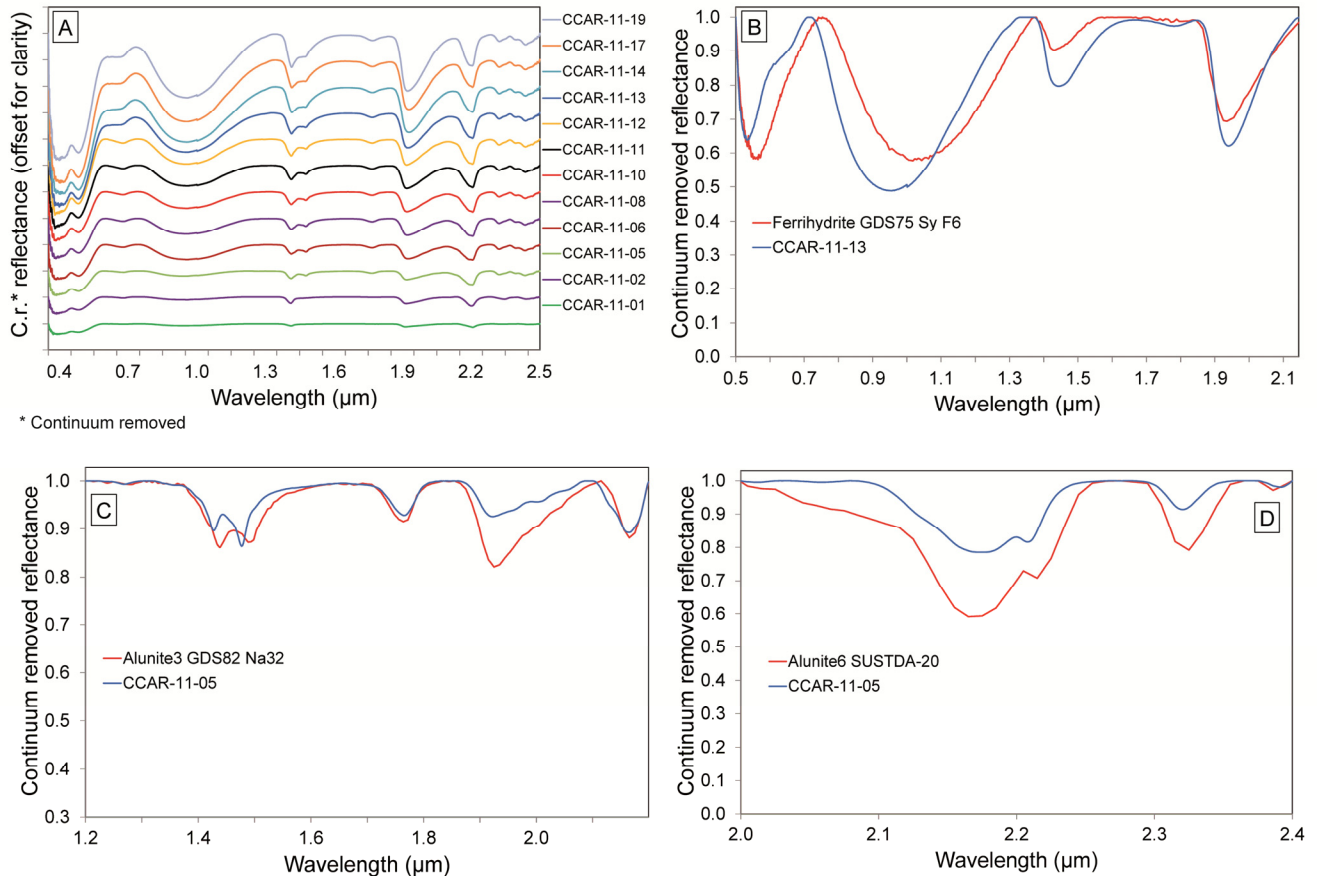 A
C.r.* reflectance (offset for clarity)
CCAR-11-19
CCAR-11-17
CCAR-11-14
CCAR-11-13
CCAR-11-12
CCAR-11-11
CCAR-11-10
CCAR-11-08
CCAR-11-06
CCAR-11-05
CCAR-11-02
CCAR-11-01
0.4 0.7 1.0 1.3 1.6 1.9 2.2 2.5
Wavelength (µm)
* Continuum removed
B
Continuum removed reflectance
1.0
0.9
0.8
0.7
0.6
0.5
0.4
0.3
0.2
0.1
0.0
Ferrihydrite GDS75 Sy F6
CCAR-11-13
0.5 0.7 0.9 1.1 1.3 1.5 1.7 1.9 2.1
Wavelength (µm)
C
Continuum removed reflectance
1.0
0.9
0.8
0.7
0.6
0.5
0.4
0.3
Alunite3 GDS82 Na32
CCAR-11-05
1.2 1.4 1.6 1.8 2.0
Wavelength (µm)
D
Continuum removed reflectance
1.0
0.9
0.8
0.7
0.6
0.5
0.4
0.3
0.2
0.1
0.0
Alunite6 SUSTDA-20
CCAR-11-05
2.0 2.1 2.2 2.3 2.4
Wavelength (µm)